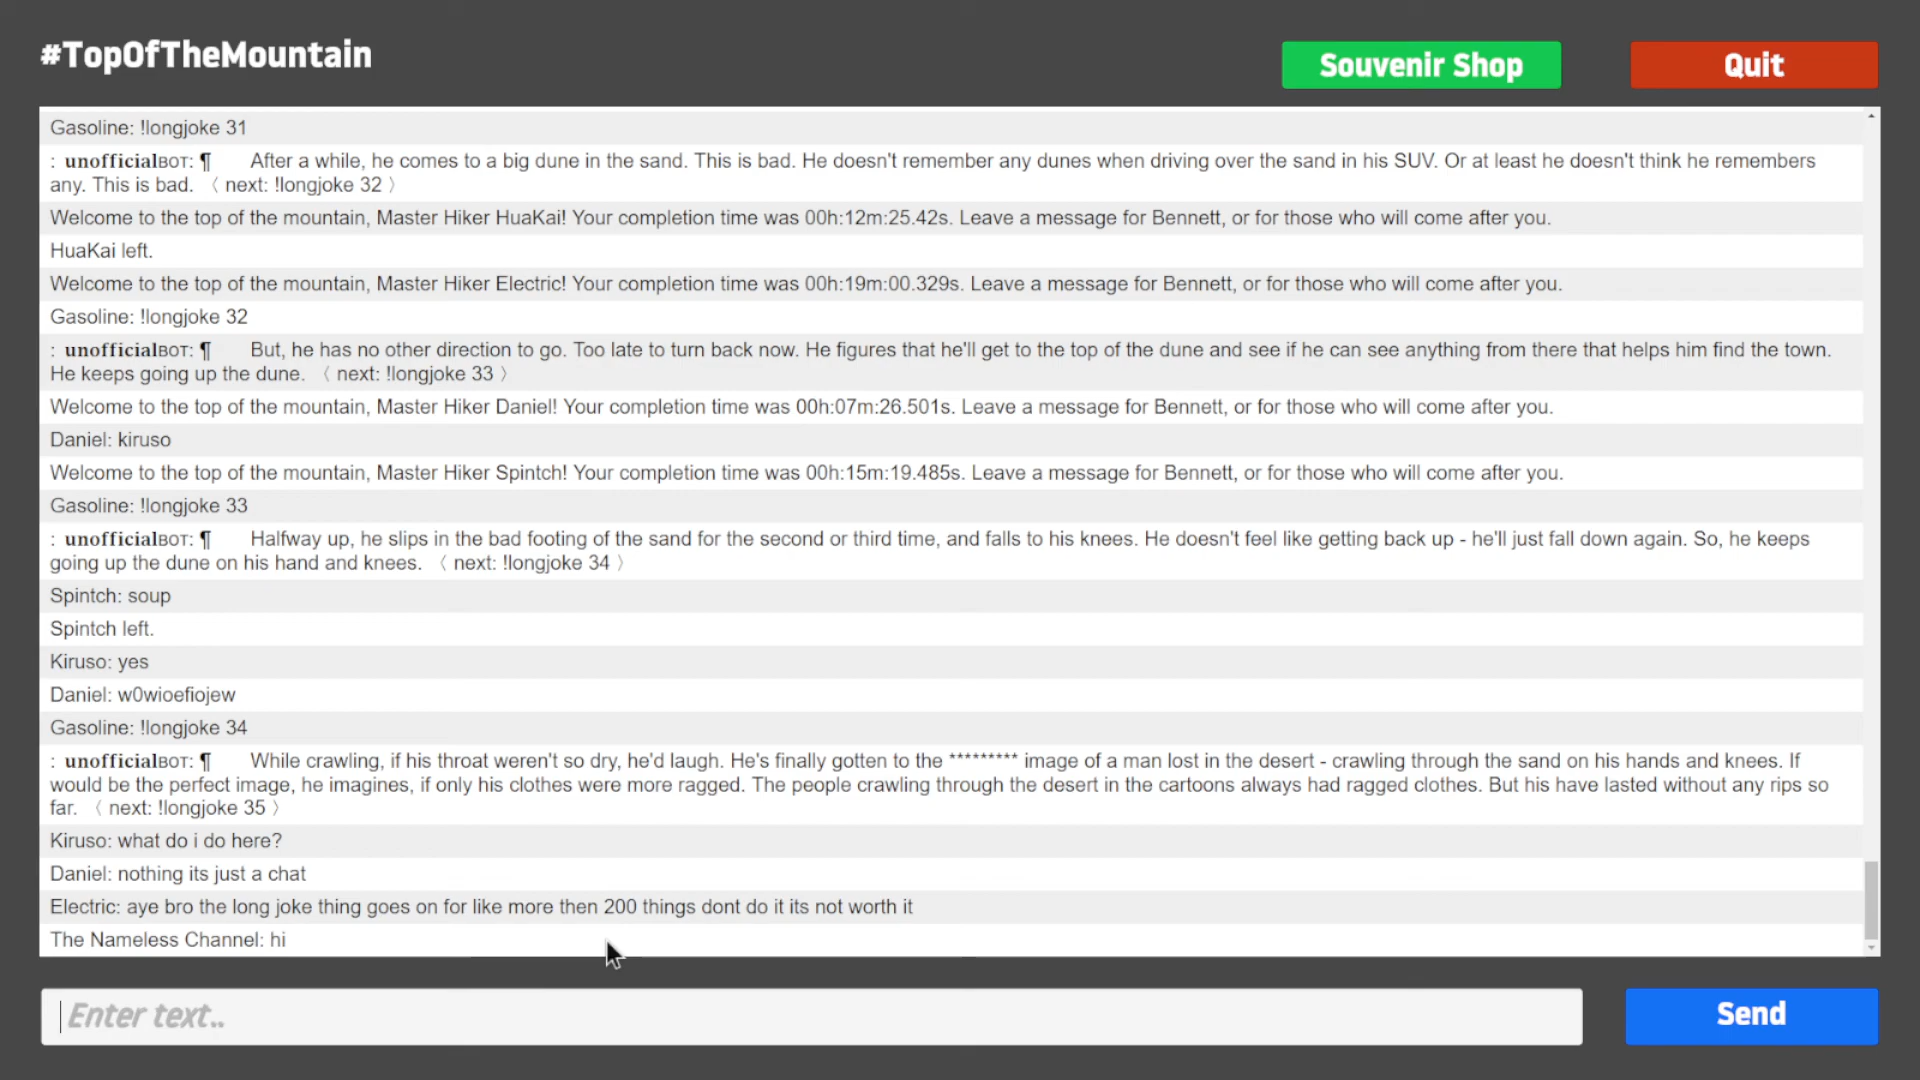 #TopOfTheMountain
Souvenir Shop
Quit
Gasoline: !longjoke 31
: unofficialBOT: ¶ After a while, he comes to a big dune in the sand. This is bad. He doesn't remember any dunes when driving over the sand in his SUV. Or at least he doesn't think he remembers
any. This is bad. 〈 next: !longjoke 32 〉
Welcome to the top of the mountain, Master Hiker HuaKai! Your completion time was 00h:12m:25.42s. Leave a message for Bennett, or for those who will come after you.
HuaKai left.
Welcome to the top of the mountain, Master Hiker Electric! Your completion time was 00h:19m:00.329s. Leave a message for Bennett, or for those who will come after you.
Gasoline: !longjoke 32
: unofficialBOT: ¶ But, he has no other direction to go. Too late to turn back now. He figures that he'll get to the top of the dune and see if he can see anything from there that helps him find the town.
He keeps going up the dune. 〈 next: !longjoke 33 〉
Welcome to the top of the mountain, Master Hiker Daniel! Your completion time was 00h:07m:26.501s. Leave a message for Bennett, or for those who will come after you.
Daniel: kiruso
Welcome to the top of the mountain, Master Hiker Spintch! Your completion time was 00h:15m:19.485s. Leave a message for Bennett, or for those who will come after you.
Gasoline: !longjoke 33
: unofficialBOT: ¶ Halfway up, he slips in the bad footing of the sand for the second or third time, and falls to his knees. He doesn't feel like getting back up - he'll just fall down again. So, he keeps
going up the dune on his hand and knees. 〈 next: !longjoke 34 〉
Spintch: soup
Spintch left.
Kiruso: yes
Daniel: w0wioefiojew
Gasoline: !longjoke 34
: unofficialBOT: ¶ While crawling, if his throat weren't so dry, he'd laugh. He's finally gotten to the ********* image of a man lost in the desert - crawling through the sand on his hands and knees. If
would be the perfect image, he imagines, if only his clothes were more ragged. The people crawling through the desert in the cartoons always had ragged clothes. But his have lasted without any rips so
far. 〈 next: !longjoke 35 〉
Kiruso: what do i do here?
Daniel: nothing its just a chat
Electric: aye bro the long joke thing goes on for like more then 200 things dont do it its not worth it
The Nameless Channel: hi
Enter text..
Send